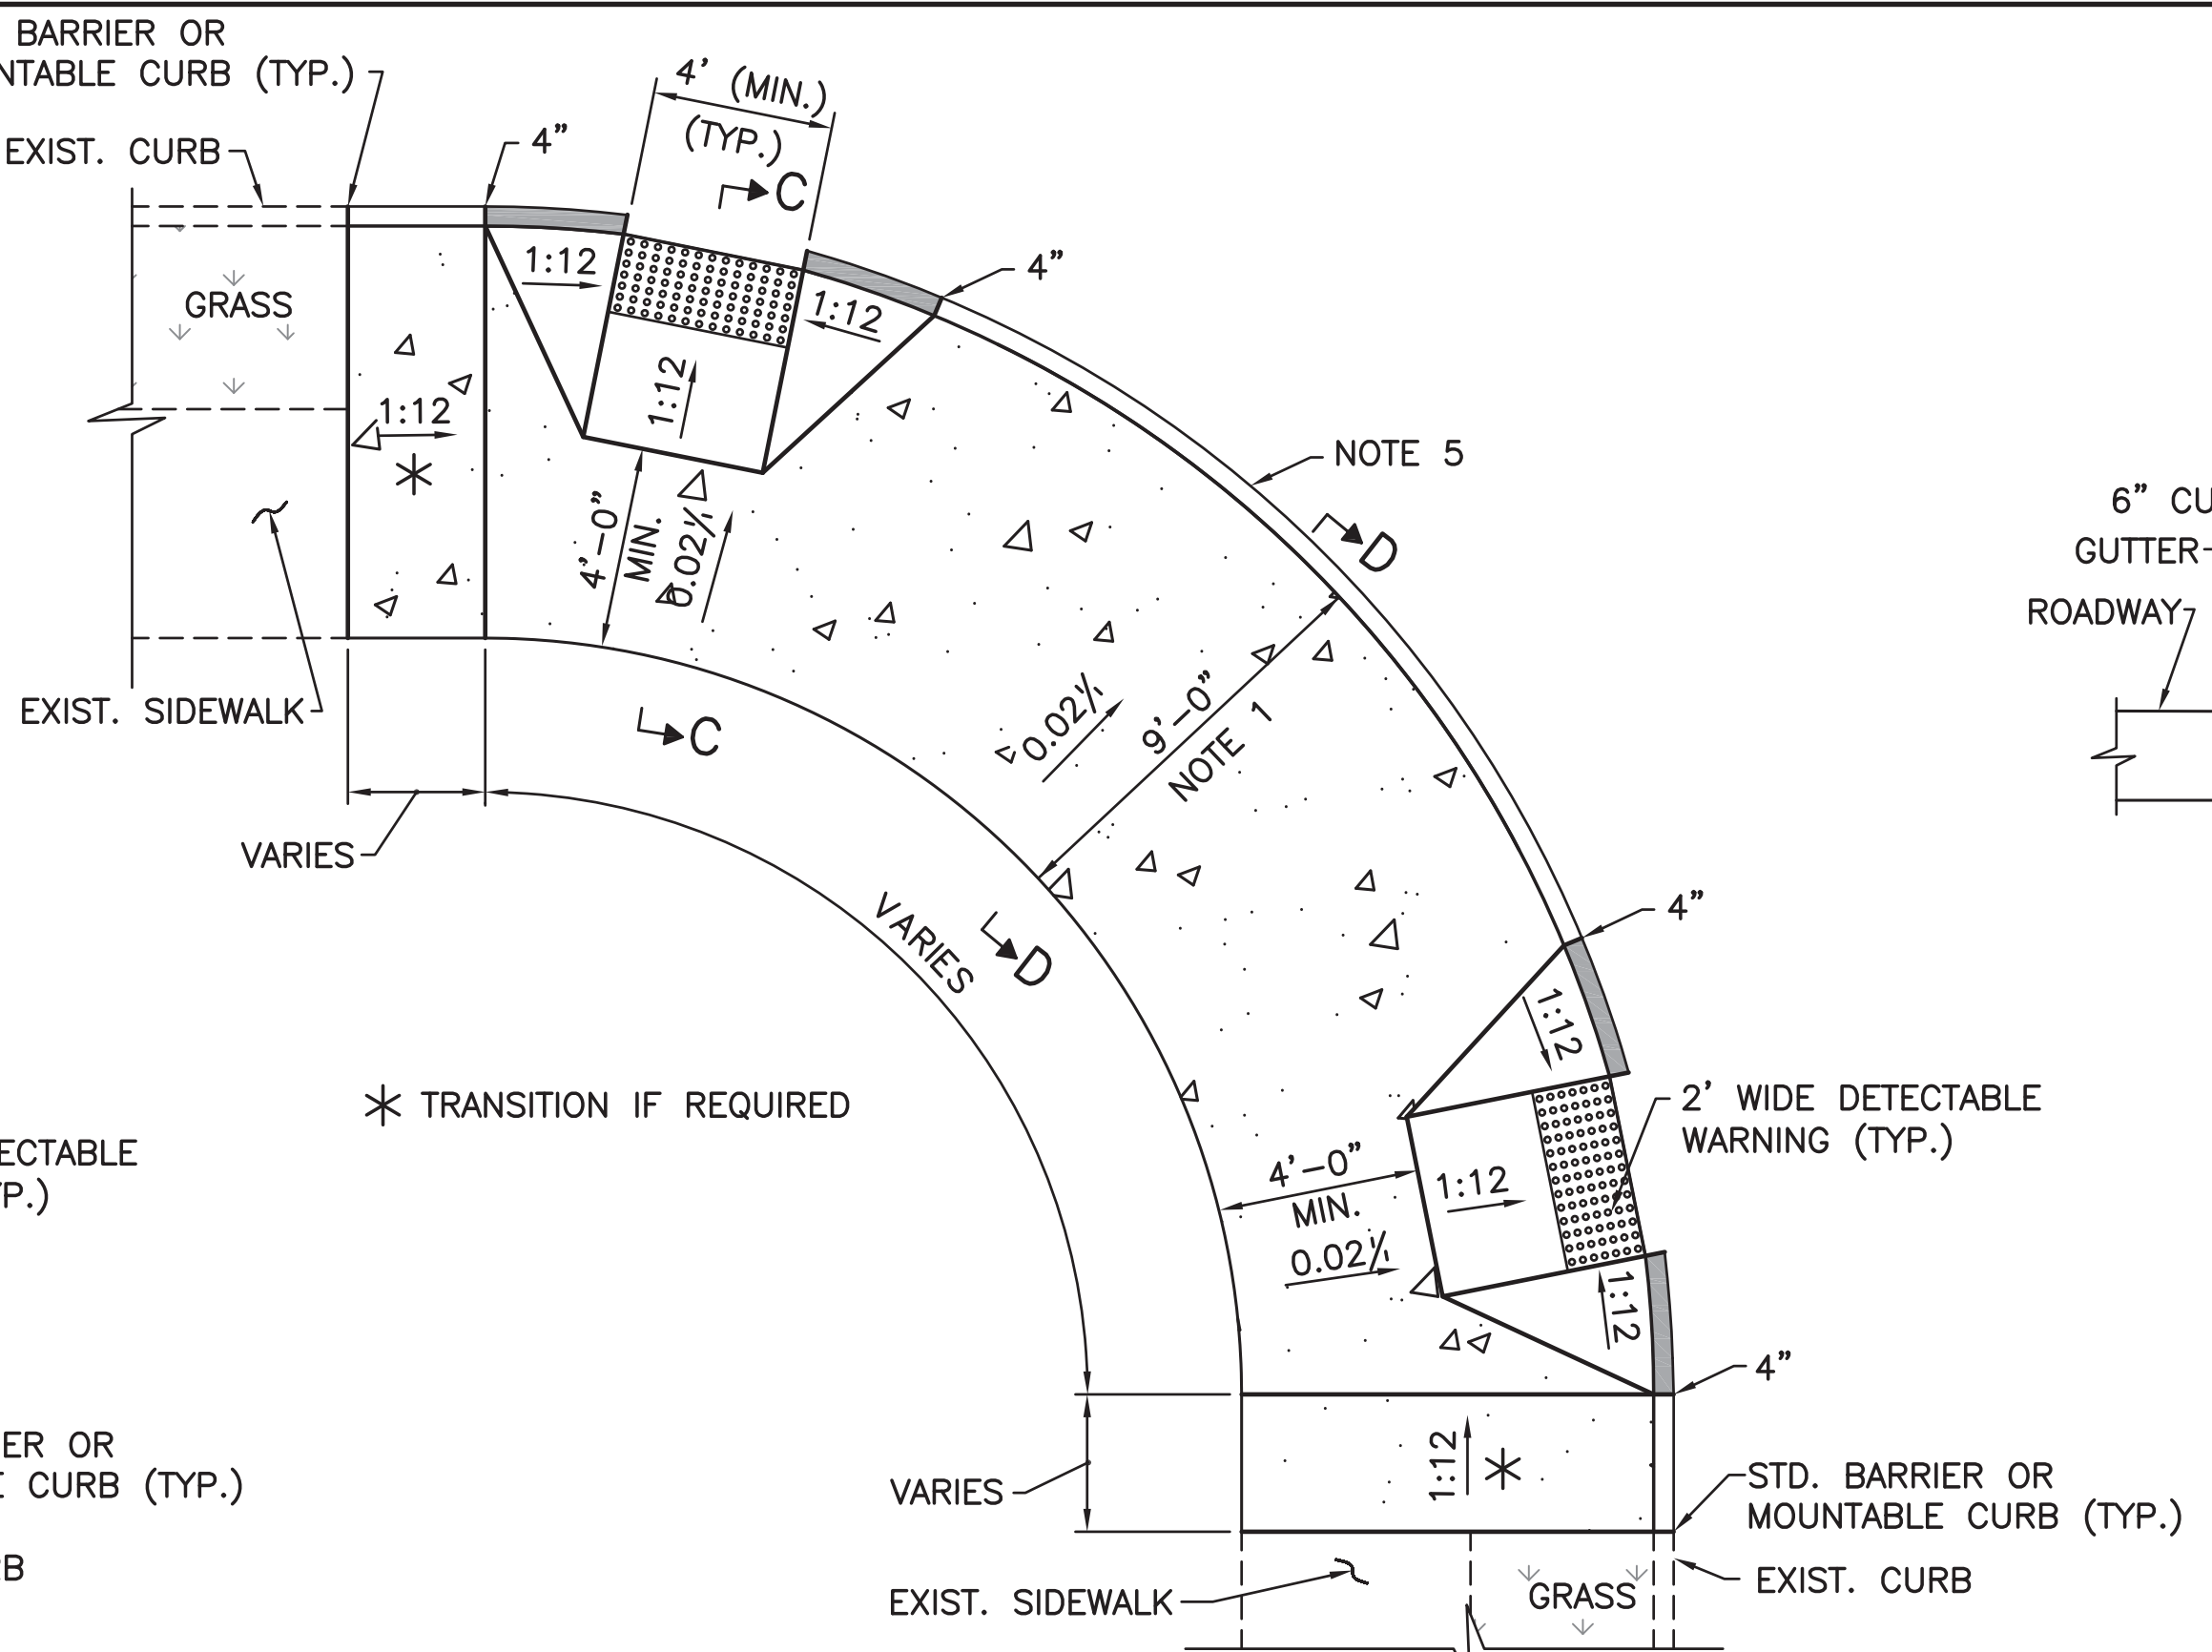 BARRIER OR
NTABLE CURB (TYP.)
EXIST. CURB
4"
4' (MIN.)
(TYP.)
C
4"
GRASS
1:12
1:12
1:12
1:12
NOTE 5
6" CU
GUTTER
ROADWAY
4'-0"
MIN.
0.02'/'
D
EXIST. SIDEWALK
C
0.02'/'
9'-0"
NOTE 1
VARIES
VARIES
D
4"
1:12
TRANSITION IF REQUIRED
2' WIDE DETECTABLE
WARNING (TYP.)
ECTABLE
P.)
4'-0"
MIN.
0.02'/'
1:12
1:12
4"
ER OR
E CURB (TYP.)
RB
VARIES
1:12
STD. BARRIER OR
MOUNTABLE CURB (TYP.)
EXIST. CURB
EXIST. SIDEWALK
GRASS